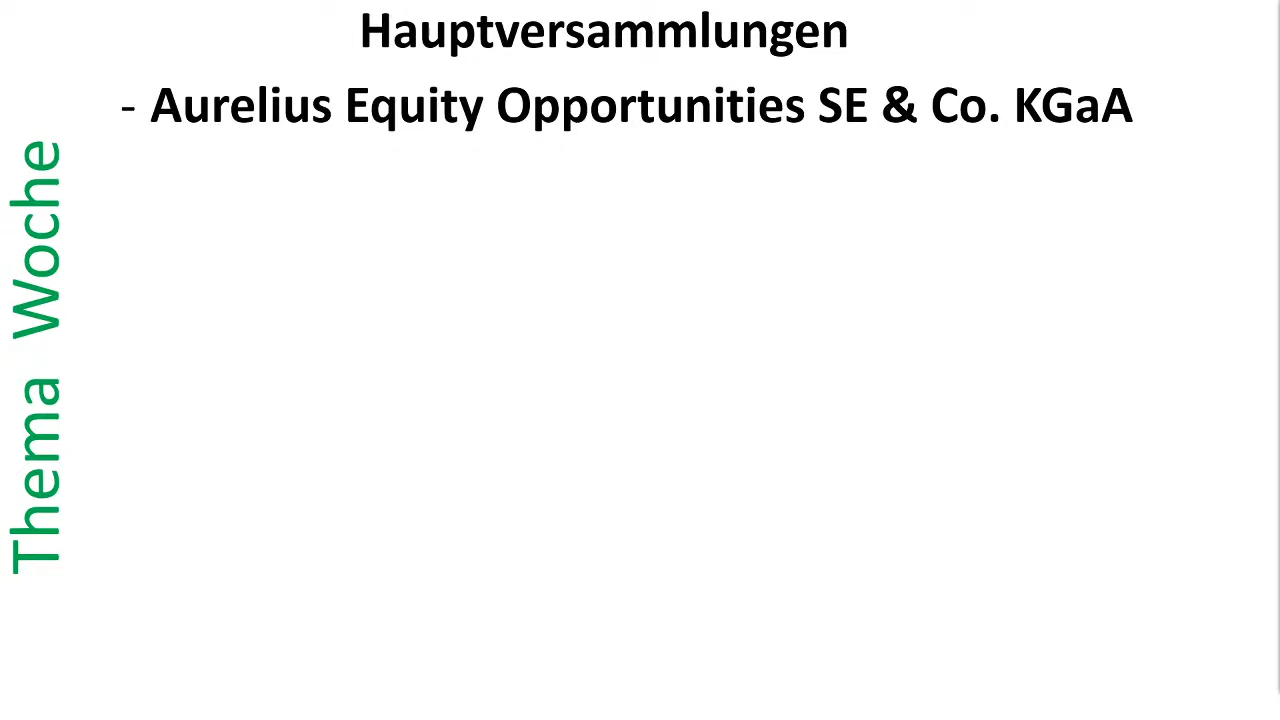 Hauptversammlungen
- Aurelius Equity Opportunities SE & Co. KGaA
Thema Woche